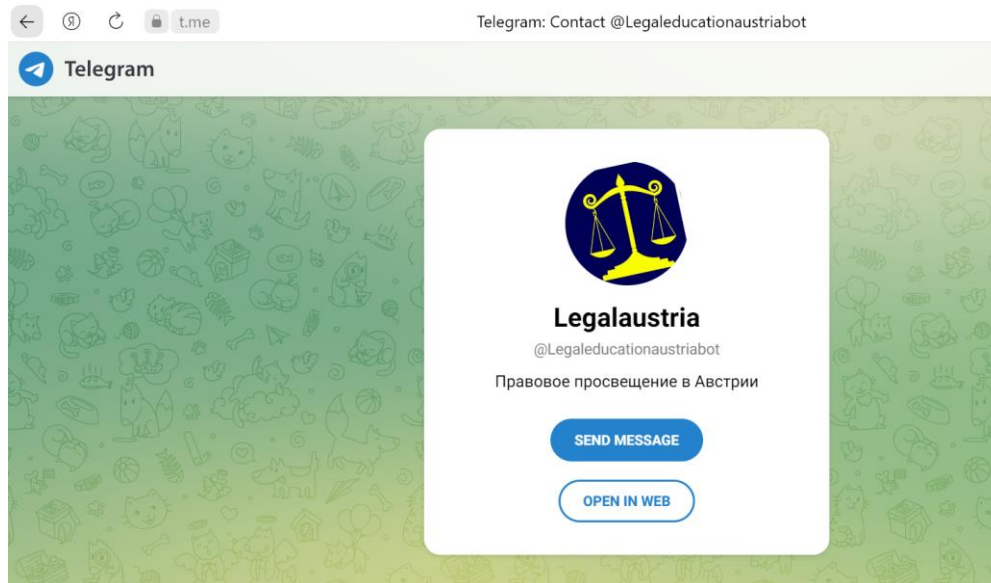 t.me
Telegram: Contact @Legaleducationaustriabot
Telegram
Legalaustria
@Legaleducationaustriabot
Правовое просвещение в Австрии
SEND MESSAGE
OPEN IN WEB